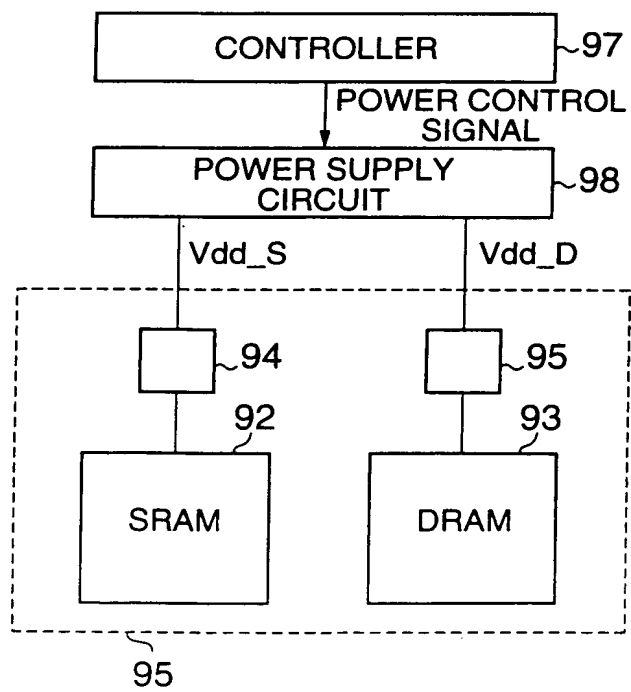 CONTROLLER
97
POWER CONTROL
SIGNAL
POWER SUPPLY
CIRCUIT
98
Vdd_S
Vdd_D
94
95
92
93
SRAM
DRAM
95